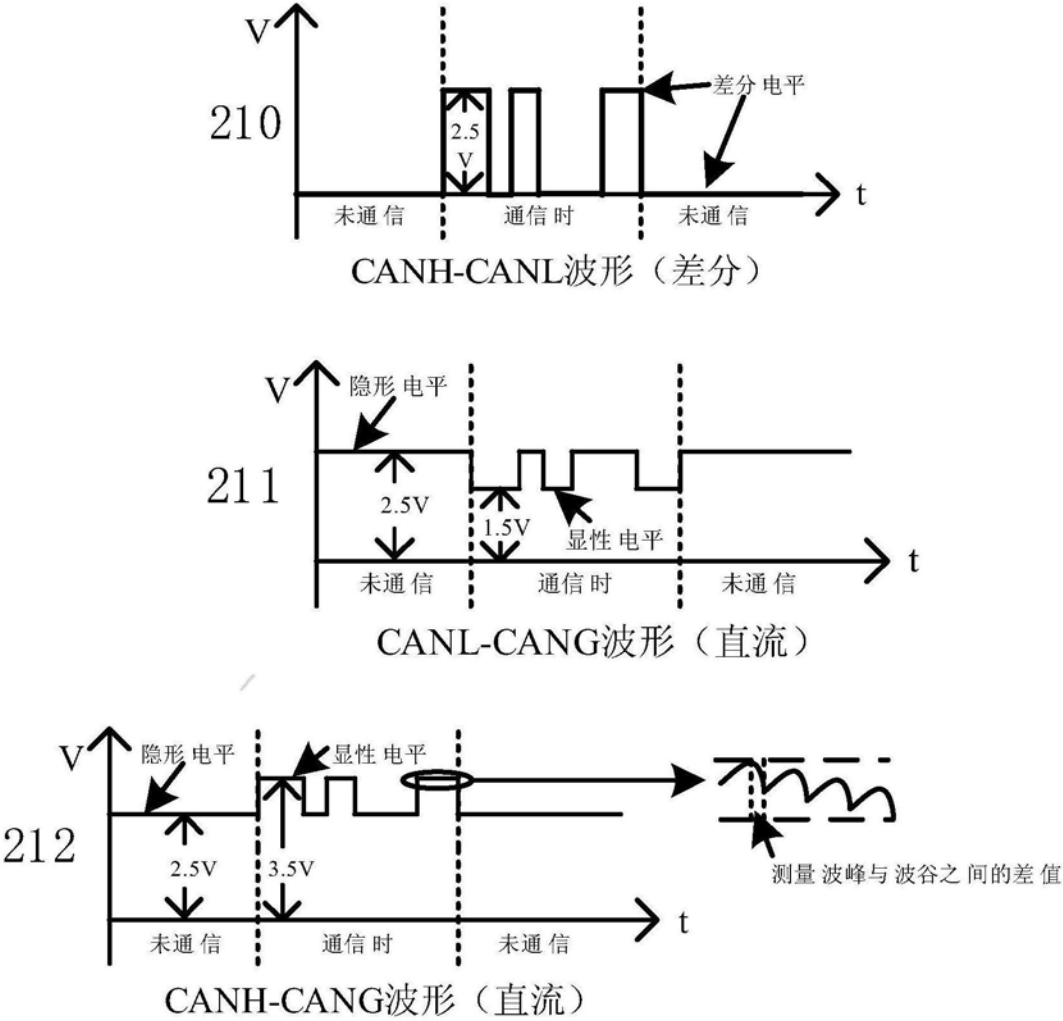 V
差分电平
210
2.5
V
t
未通信
通信时
未通信
CANH-CANL波形（差分）
V
隐形电平
211
2.5V
1.5V
显性电平
t
未通信
通信时
未通信
CANL-CANG波形（直流）
V
隐形电平
显性电平
212
2.5V
3.5V
测量波峰与波谷之间的差值
t
未通信
通信时
未通信
CANH-CANG波形（直流）